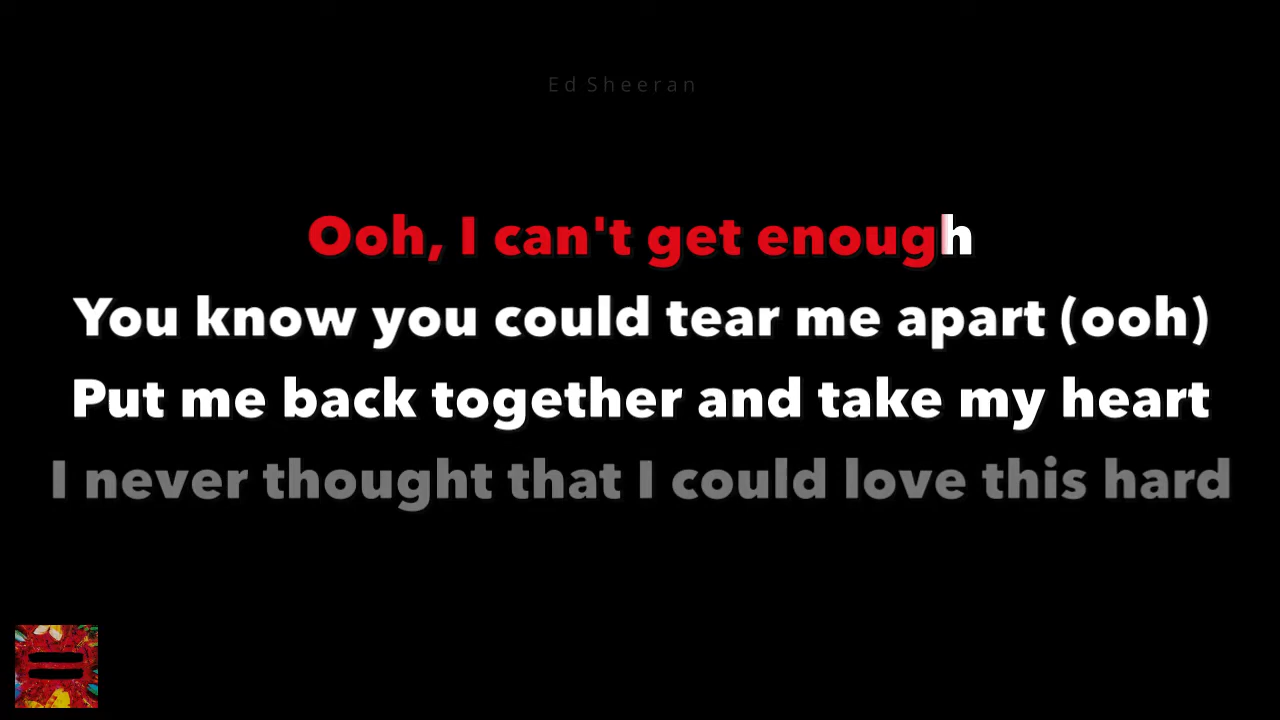 Ed Sheeran
Ooh, I can't get enough
You know you could tear me apart (ooh)
Put me back together and take my heart
I never thought that I could love this hard